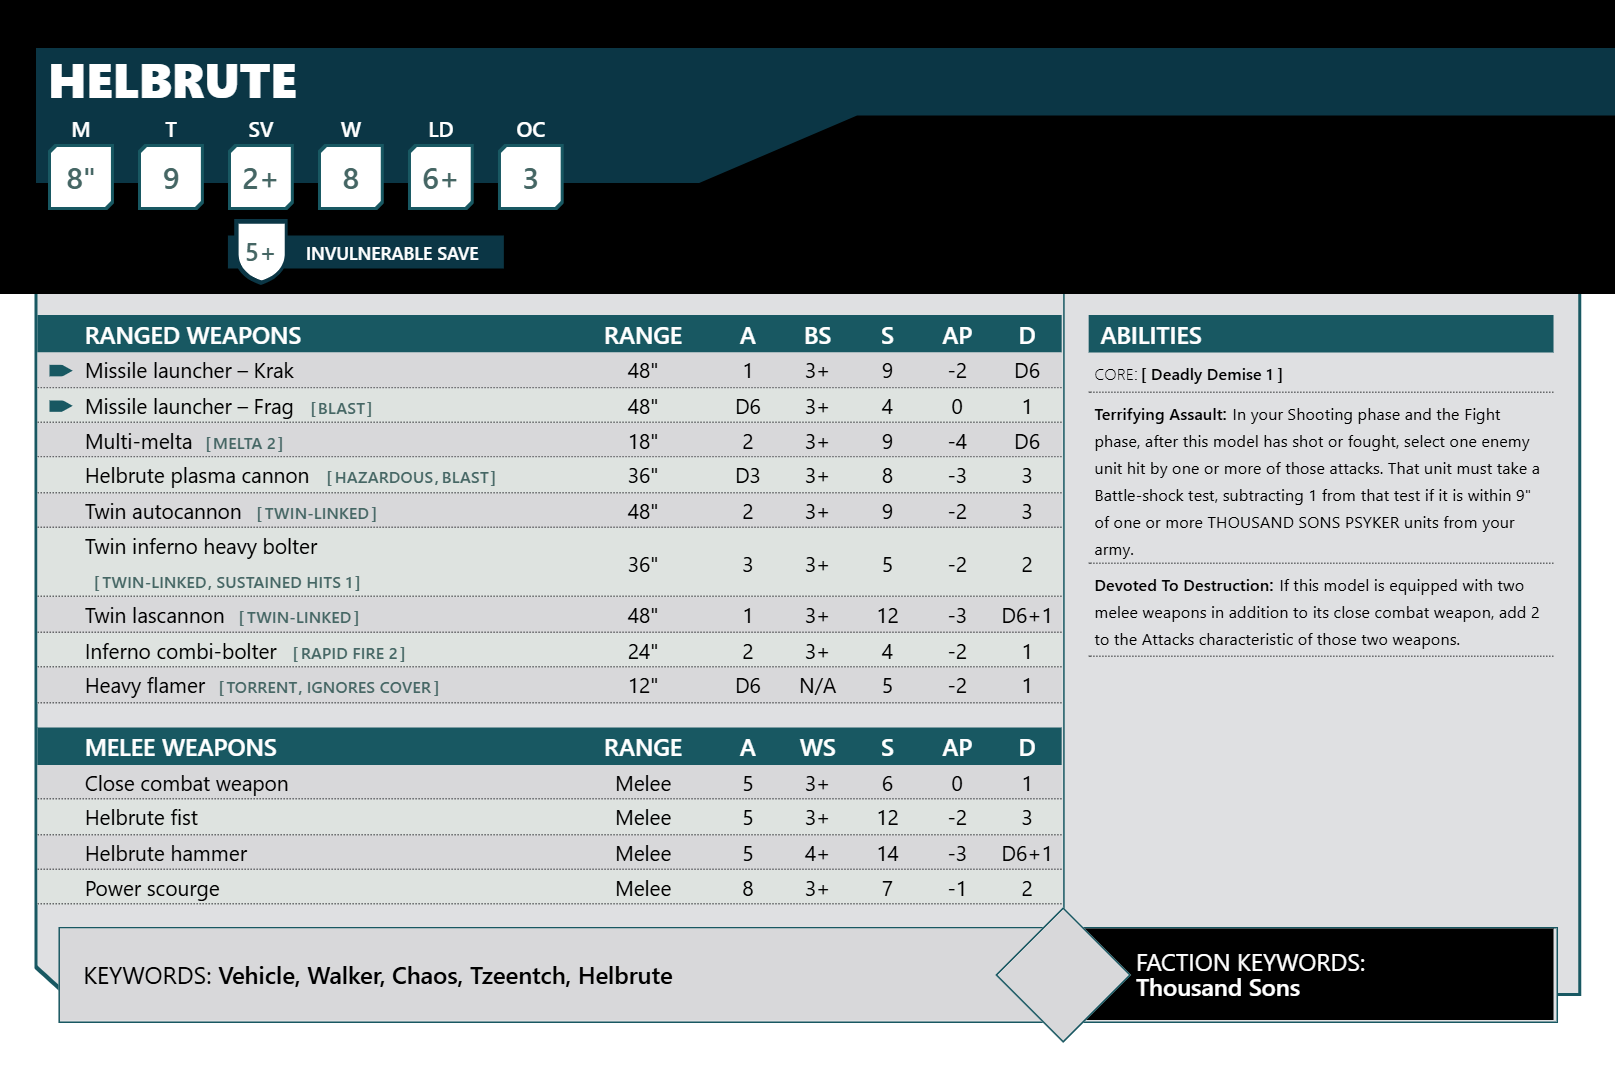 HELBRUTE
M T SV W LD OC
8" 9 2+ 8 6+ 3
5+ INVULNERABLE SAVE
RANGED WEAPONS RANGE A BS S AP D
Missile launcher – Krak 48" 1 3+ 9 -2 D6
Missile launcher – Frag [BLAST] 48" D6 3+ 4 0 1
Multi-melta [MELTA 2] 18" 2 3+ 9 -4 D6
Helbrute plasma cannon [HAZARDOUS, BLAST] 36" D3 3+ 8 -3 3
Twin autocannon [TWIN-LINKED] 48" 2 3+ 9 -2 3
Twin inferno heavy bolter 36" 3 3+ 5 -2 2
[TWIN-LINKED, SUSTAINED HITS 1]
Twin lascannon [TWIN-LINKED] 48" 1 3+ 12 -3 D6+1
Inferno combi-bolter [RAPID FIRE 2] 24" 2 3+ 4 -2 1
Heavy flamer [TORRENT, IGNORES COVER] 12" D6 N/A 5 -2 1
MELEE WEAPONS RANGE A WS S AP D
Close combat weapon Melee 5 3+ 6 0 1
Helbrute fist Melee 5 3+ 12 -2 3
Helbrute hammer Melee 5 4+ 14 -3 D6+1
Power scourge Melee 8 3+ 7 -1 2
ABILITIES
CORE: [ Deadly Demise 1 ]
Terrifying Assault: In your Shooting phase and the Fight
phase, after this model has shot or fought, select one enemy
unit hit by one or more of those attacks. That unit must take a
Battle-shock test, subtracting 1 from that test if it is within 9"
of one or more THOUSAND SONS PSYKER units from your
army.
Devoted To Destruction: If this model is equipped with two
melee weapons in addition to its close combat weapon, add 2
to the Attacks characteristic of those two weapons.
KEYWORDS: Vehicle, Walker, Chaos, Tzeentch, Helbrute
FACTION KEYWORDS:
Thousand Sons